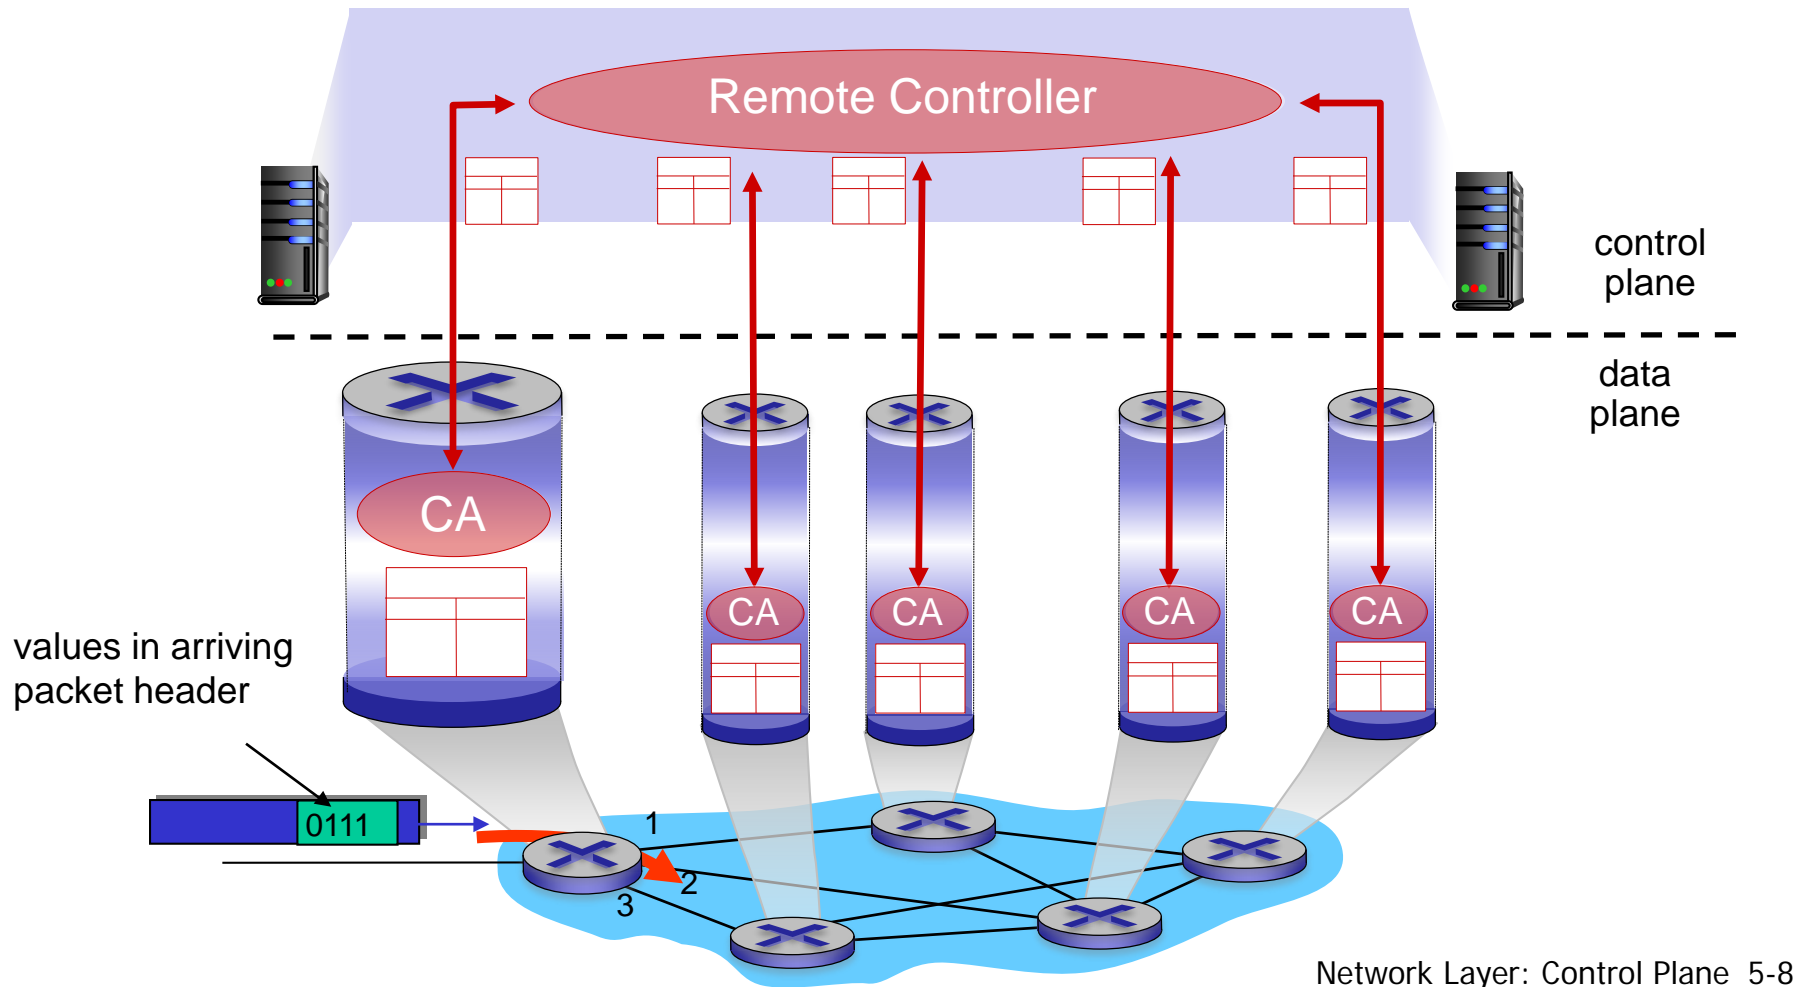 Remote Controller
control
plane
data
plane
CA
CA
CA
CA
CA
values in arriving
packet header
0111
1
2
3
Network Layer: Control Plane 5-8